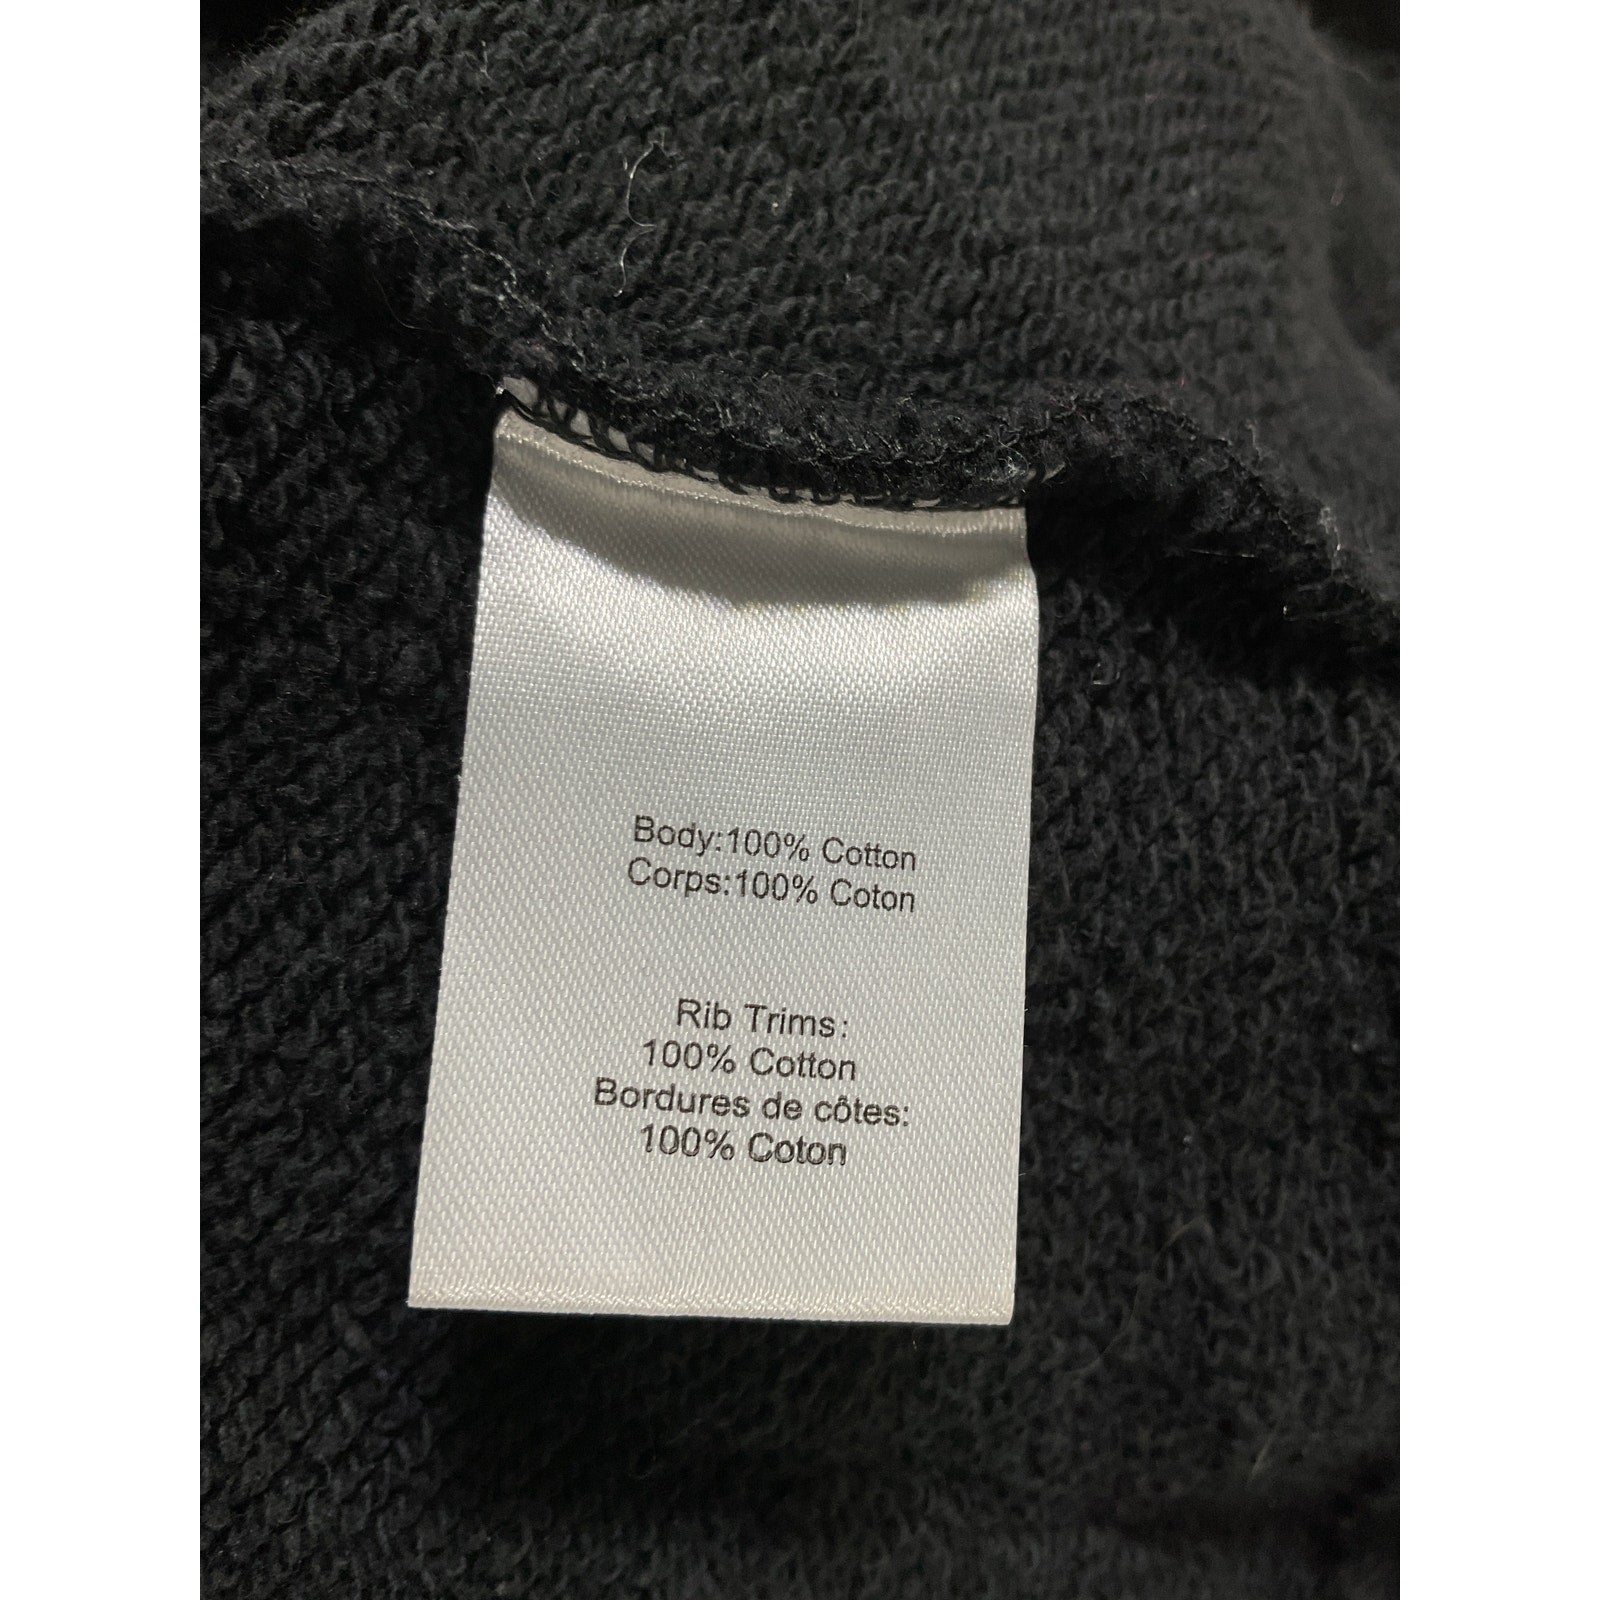 Body:100% Cotton
Corps:100% Coton
Rib Trims:
100% Cotton
Bordures de côtes:
100% Coton